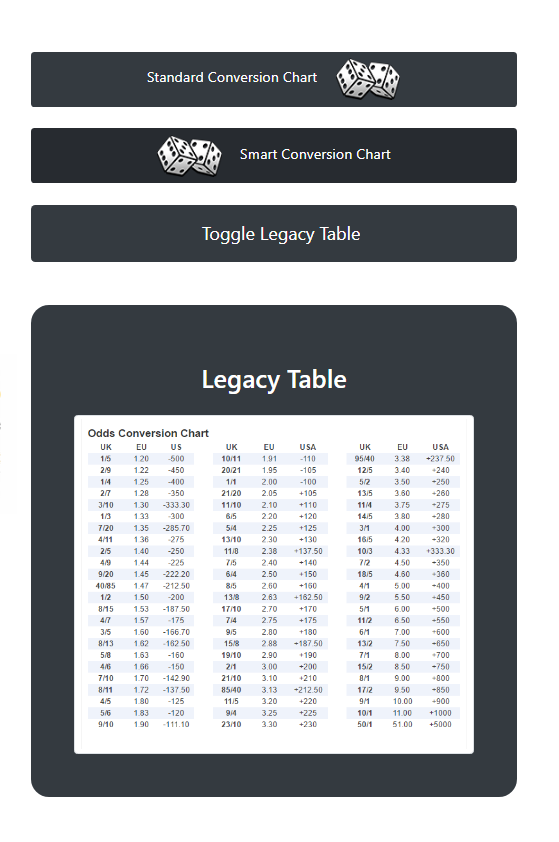 Standard Conversion Chart
Smart Conversion Chart
Toggle Legacy Table
Legacy Table
Odds Conversion Chart
UK EU US UK EU USA UK EU USA
1/5 1.20 -500 10/11 1.91 -110 95/40 3.38 +237.50
2/9 1.22 -450 20/21 1.95 -105 12/5 3.40 +240
1/4 1.25 -400 1/1 2.00 -100 5/2 3.50 +250
2/7 1.28 -350 21/20 2.05 +105 13/5 3.60 +260
3/10 1.30 -333.30 11/10 2.10 +110 11/4 3.75 +275
1/3 1.33 -300 6/5 2.20 +120 14/5 3.80 +280
7/20 1.35 -285.70 5/4 2.25 +125 3/1 4.00 +300
4/11 1.36 -275 13/10 2.30 +130 16/5 4.20 +320
2/5 1.40 -250 11/8 2.38 +137.50 10/3 4.33 +333.30
4/9 1.44 -225 7/5 2.40 +140 7/2 4.50 +350
9/20 1.45 -222.20 6/4 2.50 +150 18/5 4.60 +360
40/85 1.47 -212.50 8/5 2.60 +160 4/1 5.00 +400
1/2 1.50 -200 13/8 2.63 +162.50 9/2 5.50 +450
8/15 1.53 -187.50 17/10 2.70 +170 5/1 6.00 +500
4/7 1.57 -175 7/4 2.75 +175 11/2 6.50 +550
3/5 1.60 -166.70 9/5 2.80 +180 6/1 7.00 +600
8/13 1.62 -162.50 15/8 2.88 +187.50 13/2 7.50 +650
5/8 1.63 -160 19/10 2.90 +190 7/1 8.00 +700
4/6 1.66 -150 2/1 3.00 +200 15/2 8.50 +750
7/10 1.70 -142.90 21/10 3.10 +210 8/1 9.00 +800
8/11 1.72 -137.50 85/40 3.13 +212.50 17/2 9.50 +850
4/5 1.80 -125 11/5 3.20 +220 9/1 10.00 +900
5/6 1.83 -120 9/4 3.25 +225 10/1 11.00 +1000
9/10 1.90 -111.10 23/10 3.30 +230 50/1 51.00 +5000